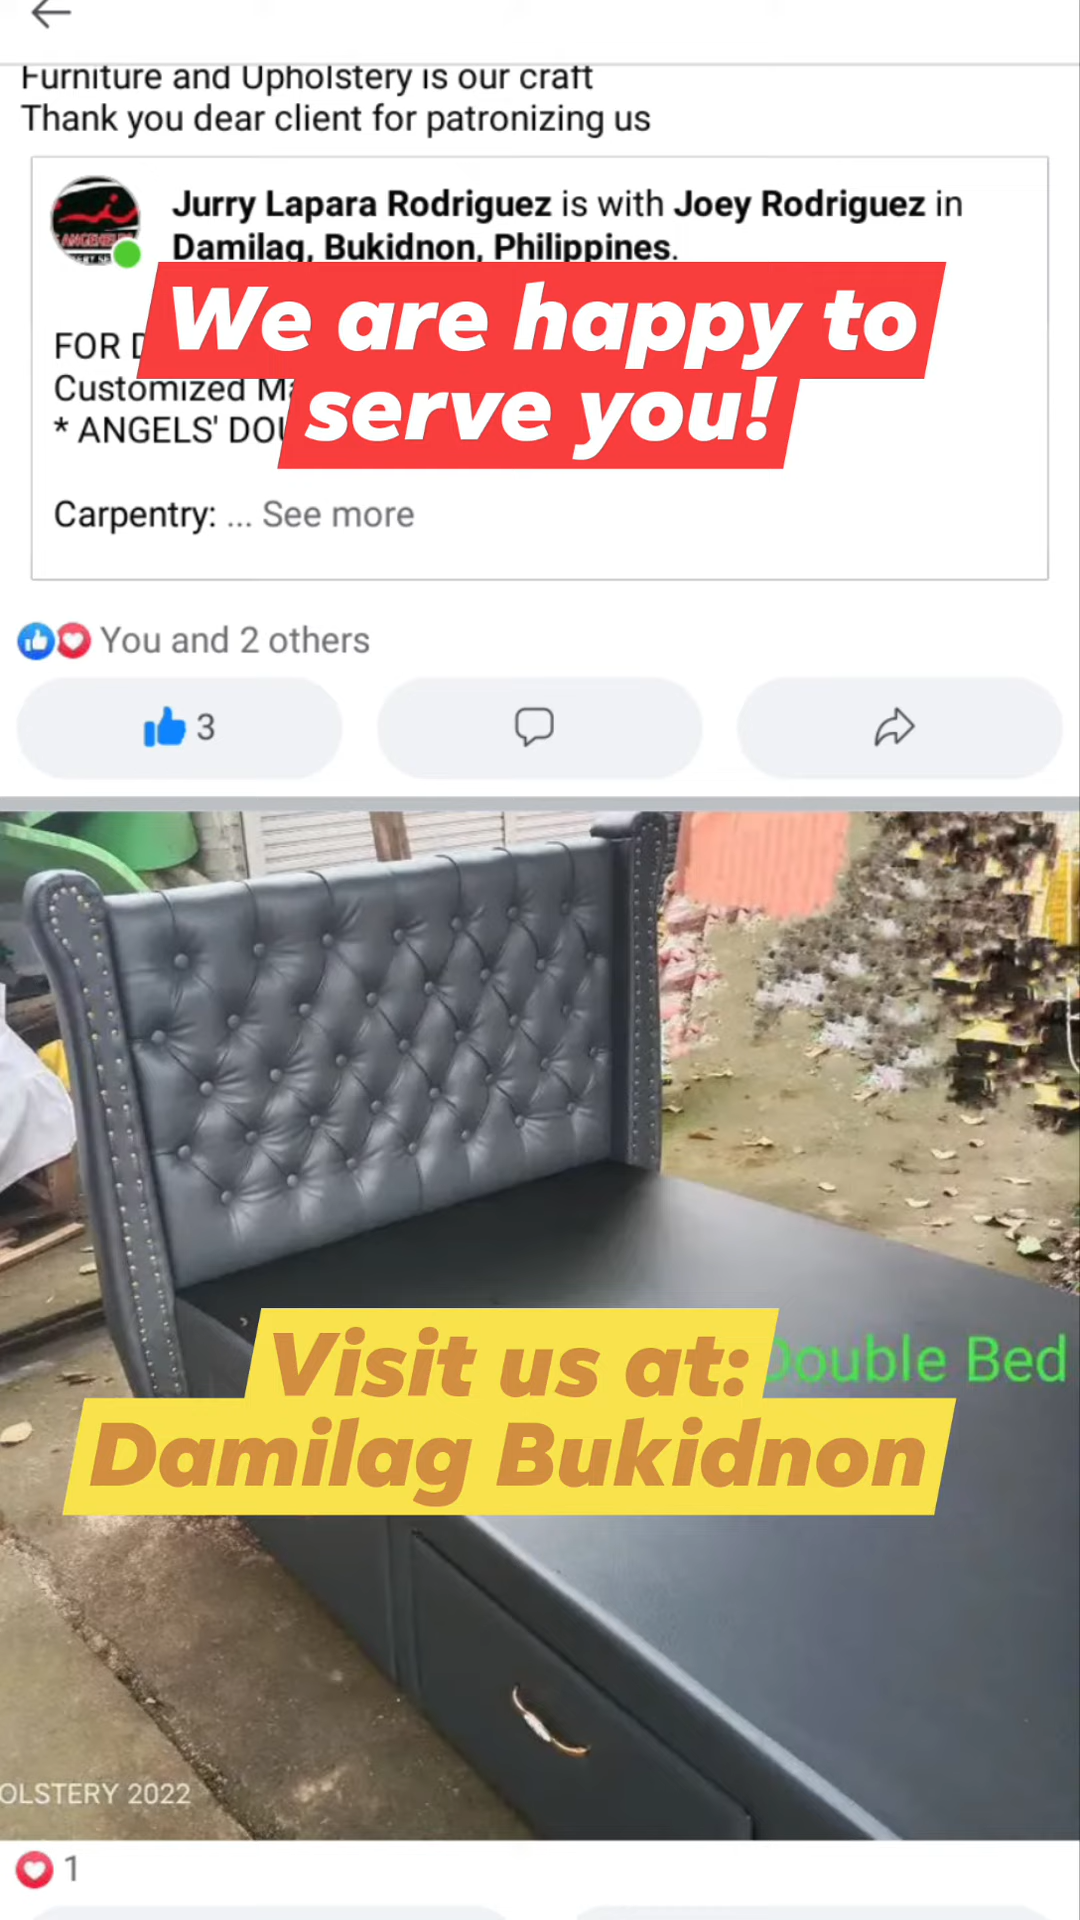 Furniture and Upholstery is our craft
Thank you dear client for patronizing us
Jurry Lapara Rodriguez is with Joey Rodriguez in
Damilag, Bukidnon, Philippines.
We are happy to
serve you!
FOR
Customized
* ANGELS'
Carpentry: ... See more
You and 2 others
3
Visit us at:
Damilag Bukidnon
Double Bed
OLSTERY 2022
1